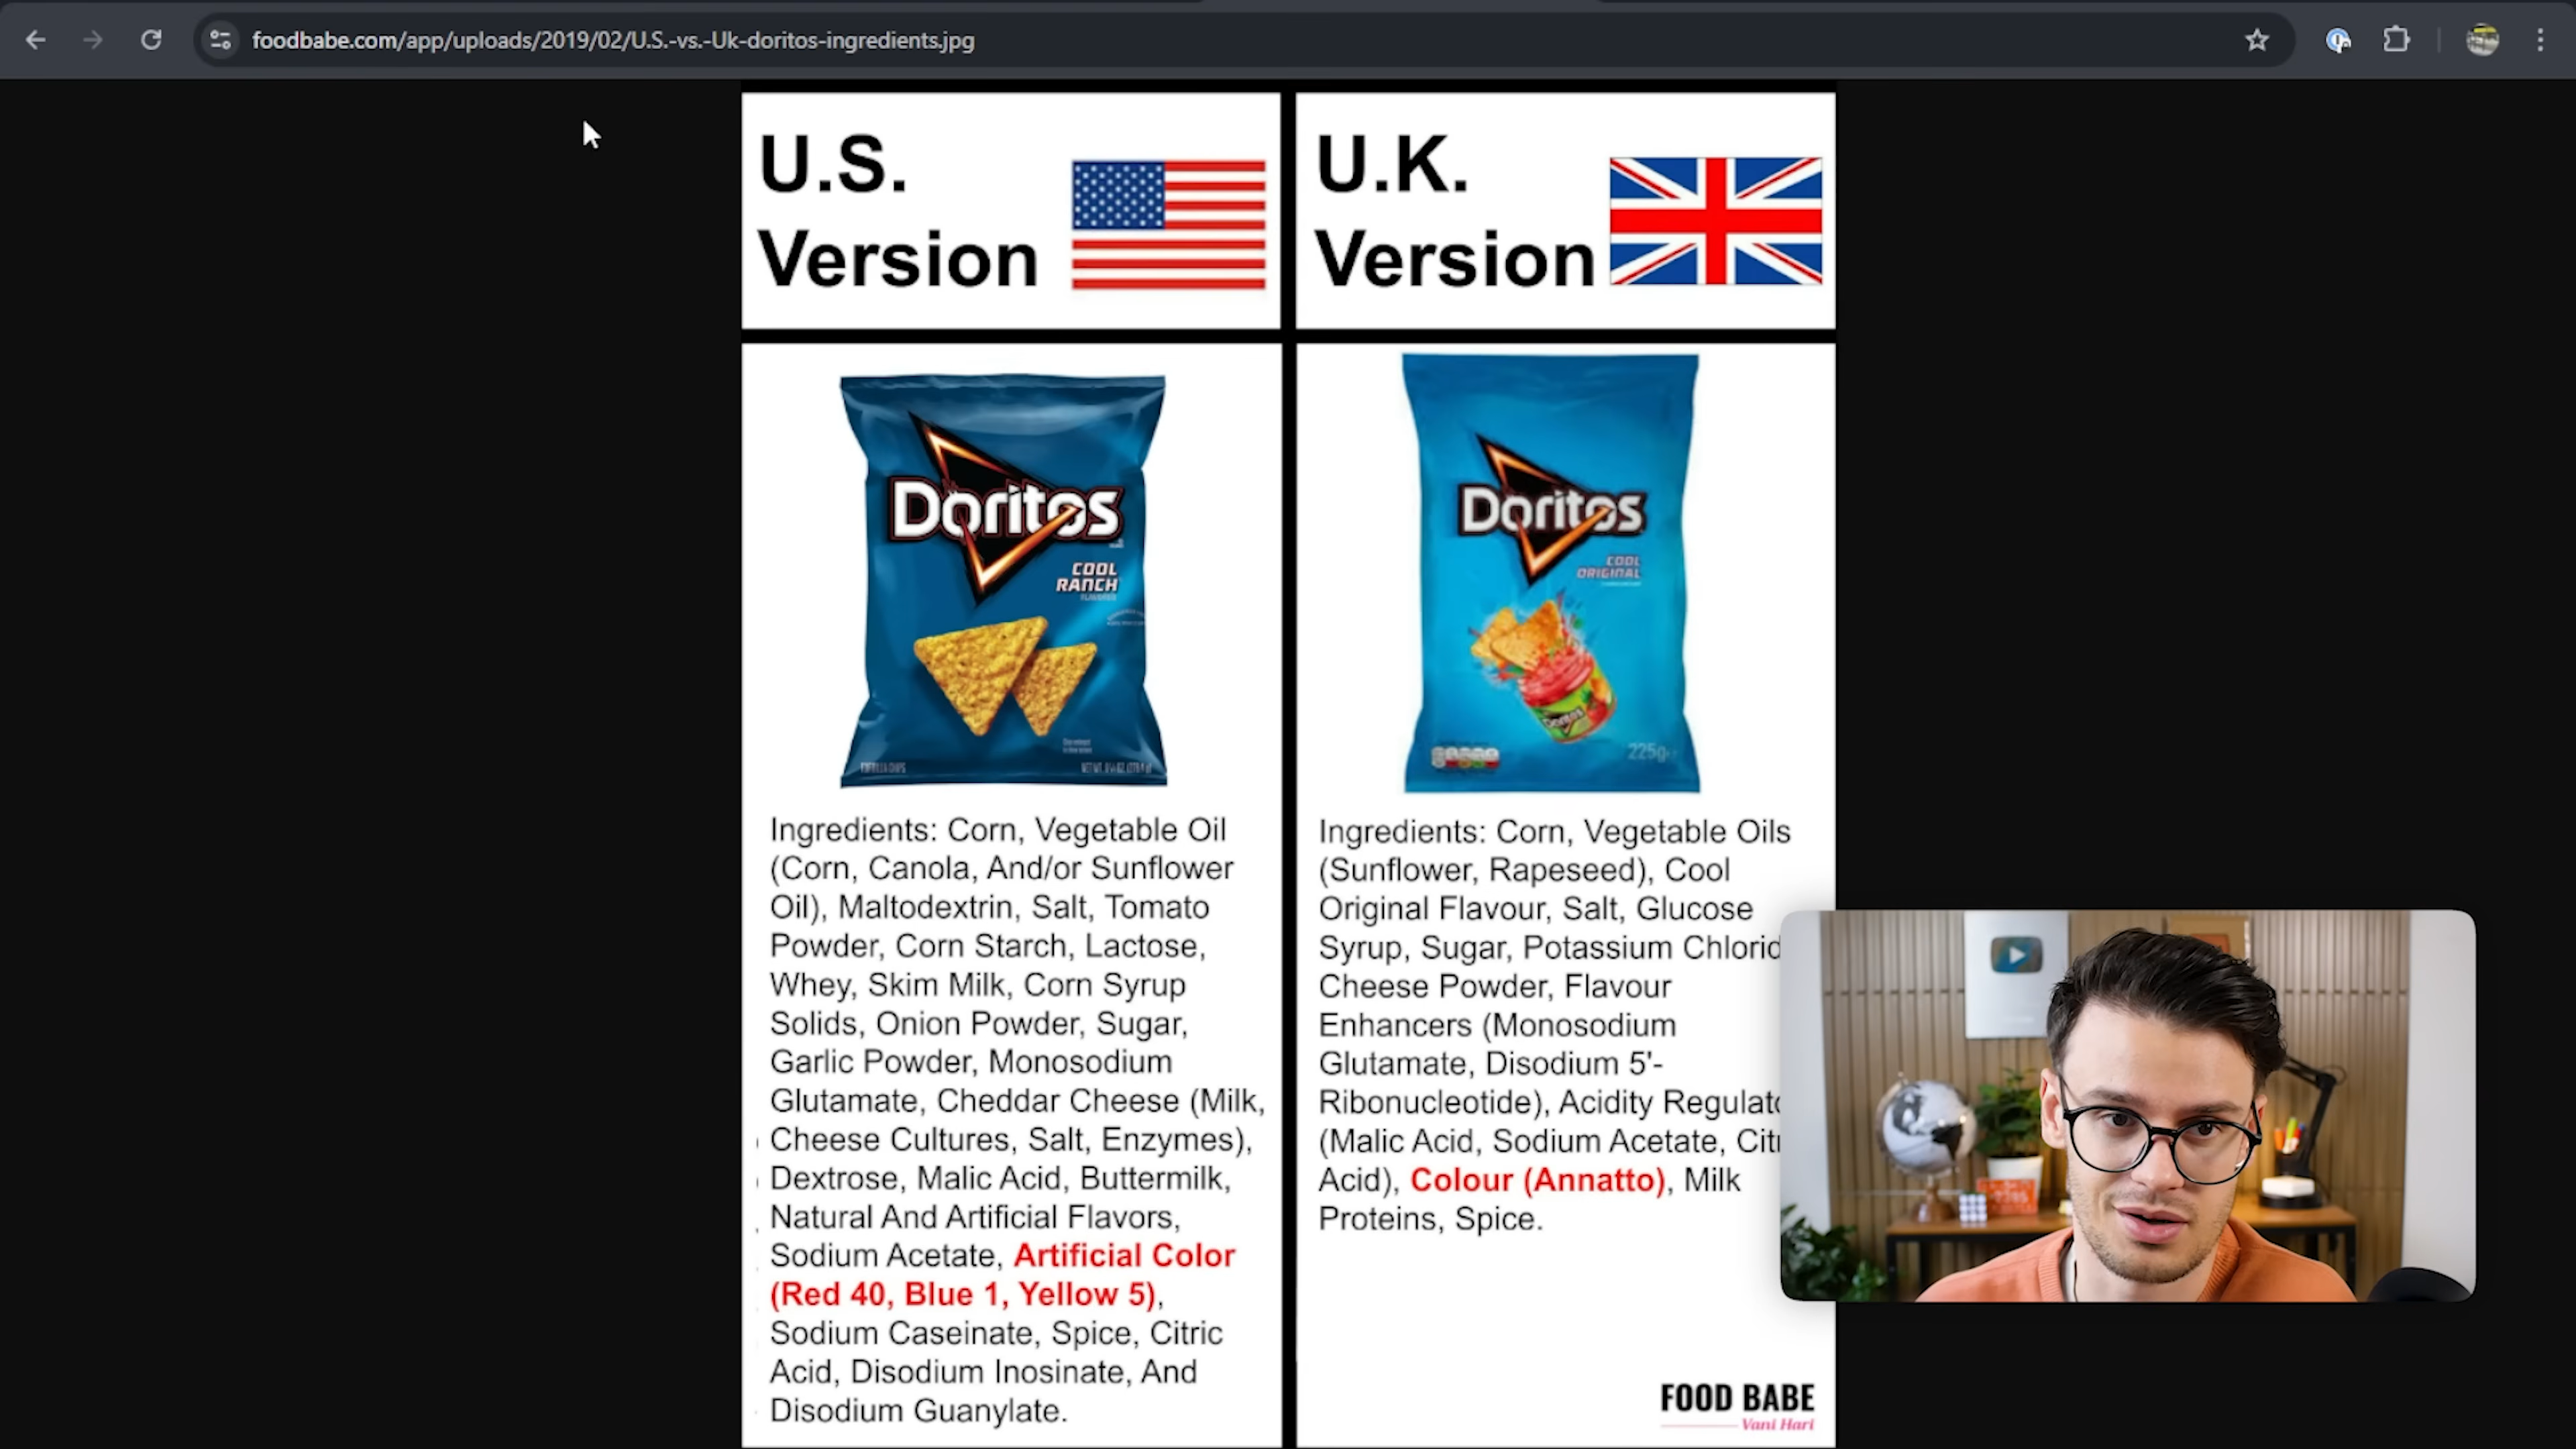 foodbabe.com/app/uploads/2019/02/U.S.-vs.-Uk-doritos-ingredients.jpg
U.S.
Version
U.K.
Version
Doritos
COOL
RANCH
FLAVORED
TORTILLA CHIPS
Doritos
COOL
ORIGINAL
Doritos
225g
Ingredients: Corn, Vegetable Oil
(Corn, Canola, And/or Sunflower
Oil), Maltodextrin, Salt, Tomato
Powder, Corn Starch, Lactose,
Whey, Skim Milk, Corn Syrup
Solids, Onion Powder, Sugar,
Garlic Powder, Monosodium
Glutamate, Cheddar Cheese (Milk,
Cheese Cultures, Salt, Enzymes),
Dextrose, Malic Acid, Buttermilk,
Natural And Artificial Flavors,
Sodium Acetate, Artificial Color
(Red 40, Blue 1, Yellow 5),
Sodium Caseinate, Spice, Citric
Acid, Disodium Inosinate, And
Disodium Guanylate.
Ingredients: Corn, Vegetable Oils
(Sunflower, Rapeseed), Cool
Original Flavour, Salt, Glucose
Syrup, Sugar, Potassium Chlorid
Cheese Powder, Flavour
Enhancers (Monosodium
Glutamate, Disodium 5'-
Ribonucleotide), Acidity Regulato
(Malic Acid, Sodium Acetate, Cit
Acid), Colour (Annatto), Milk
Proteins, Spice.
FOOD BABE
Vani Hari